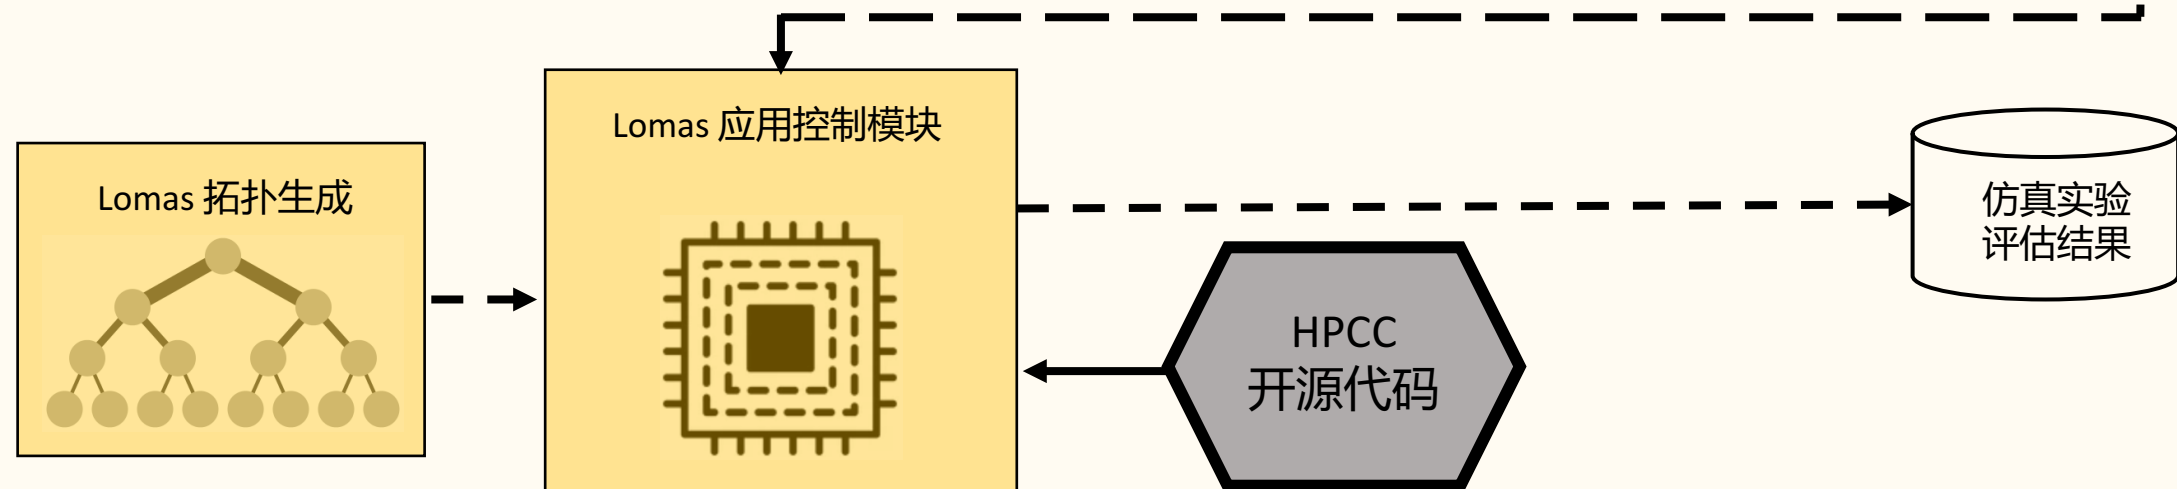 Lomas 应用控制模块
Lomas 拓扑生成
仿真实验
评估结果
HPCC
开源代码